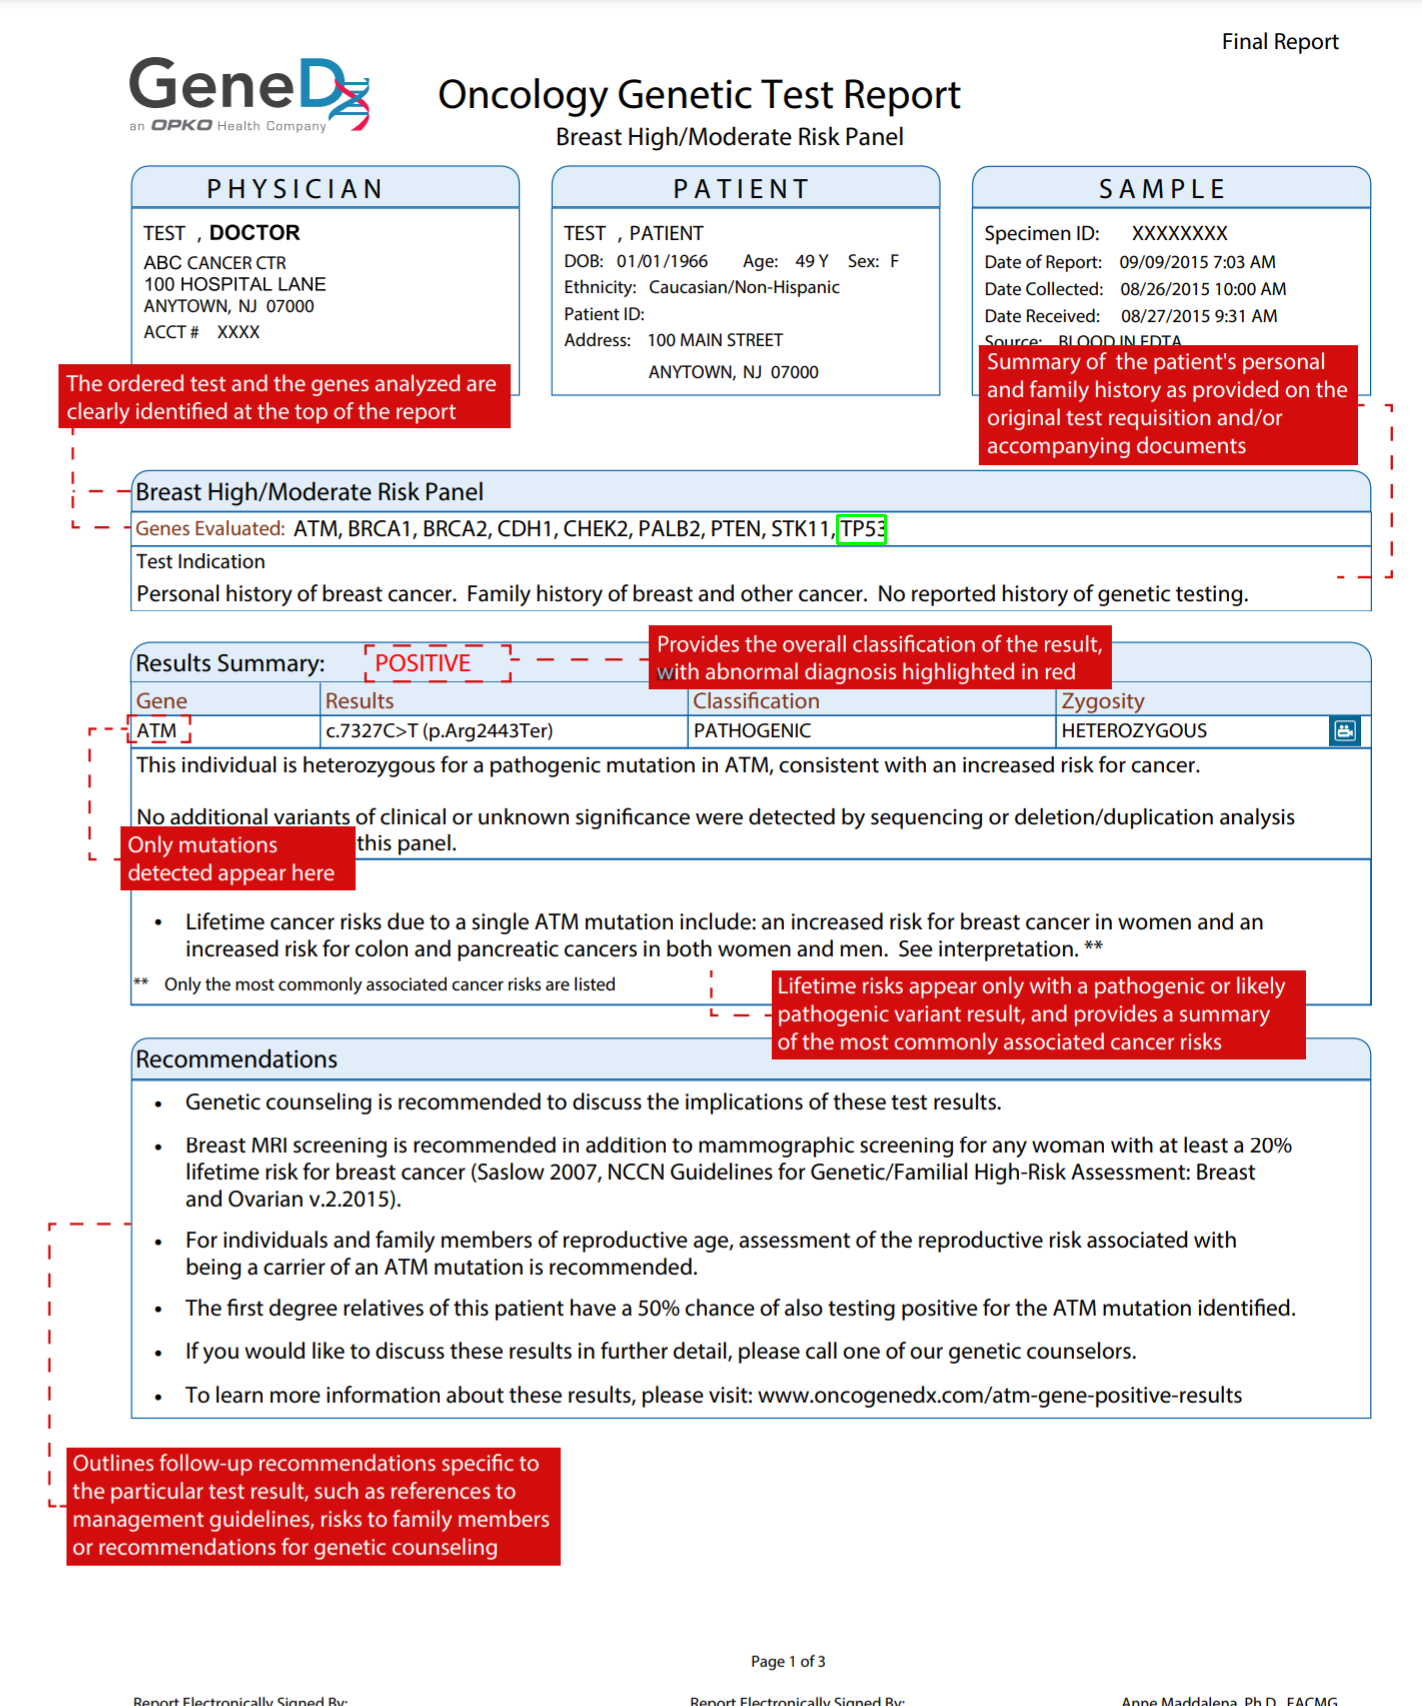 Final Report
GeneDx
an OPKO Health Company
Oncology Genetic Test Report
Breast High/Moderate Risk Panel
PHYSICIAN
TEST , DOCTOR
ABC CANCER CTR
100 HOSPITAL LANE
ANYTOWN, NJ 07000
ACCT # XXXX
PATIENT
TEST , PATIENT
DOB: 01/01/1966 Age: 49 Y Sex: F
Ethnicity: Caucasian/Non-Hispanic
Patient ID:
Address: 100 MAIN STREET
ANYTOWN, NJ 07000
SAMPLE
Specimen ID: XXXXXXXX
Date of Report: 09/09/2015 7:03 AM
Date Collected: 08/26/2015 10:00 AM
Date Received: 08/27/2015 9:31 AM
Source: BLOOD IN EDTA
The ordered test and the genes analyzed are
clearly identified at the top of the report
Summary of the patient's personal
and family history as provided on the
original test requisition and/or
accompanying documents
Breast High/Moderate Risk Panel
Genes Evaluated: ATM, BRCA1, BRCA2, CDH1, CHEK2, PALB2, PTEN, STK11, TP53
Test Indication
Personal history of breast cancer. Family history of breast and other cancer. No reported history of genetic testing.
Results Summary: POSITIVE
Provides the overall classification of the result,
with abnormal diagnosis highlighted in red
Gene Results Classification Zygosity
ATM c.7327C>T (p.Arg2443Ter) PATHOGENIC HETEROZYGOUS
This individual is heterozygous for a pathogenic mutation in ATM, consistent with an increased risk for cancer.
No additional variants of clinical or unknown significance were detected by sequencing or deletion/duplication analysis
this panel.
Only mutations
detected appear here
• Lifetime cancer risks due to a single ATM mutation include: an increased risk for breast cancer in women and an
increased risk for colon and pancreatic cancers in both women and men. See interpretation. **
** Only the most commonly associated cancer risks are listed
Lifetime risks appear only with a pathogenic or likely
pathogenic variant result, and provides a summary
of the most commonly associated cancer risks
Recommendations
• Genetic counseling is recommended to discuss the implications of these test results.
• Breast MRI screening is recommended in addition to mammographic screening for any woman with at least a 20%
lifetime risk for breast cancer (Saslow 2007, NCCN Guidelines for Genetic/Familial High-Risk Assessment: Breast
and Ovarian v.2.2015).
• For individuals and family members of reproductive age, assessment of the reproductive risk associated with
being a carrier of an ATM mutation is recommended.
• The first degree relatives of this patient have a 50% chance of also testing positive for the ATM mutation identified.
• If you would like to discuss these results in further detail, please call one of our genetic counselors.
• To learn more information about these results, please visit: www.oncogenedx.com/atm-gene-positive-results
Outlines follow-up recommendations specific to
the particular test result, such as references to
management guidelines, risks to family members
or recommendations for genetic counseling
Page 1 of 3
Report Electronically Signed By: Report Electronically Signed By: Anne Maddalena, Ph.D., FACMG